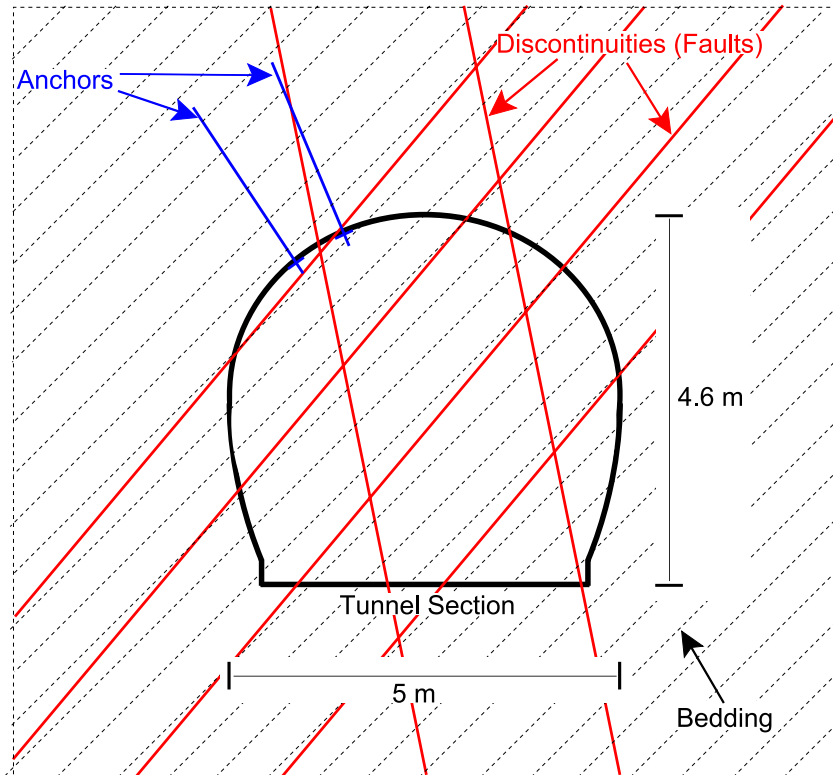 Discontinuities (Faults)
Anchors
4.6 m
Tunnel Section
5 m
Bedding